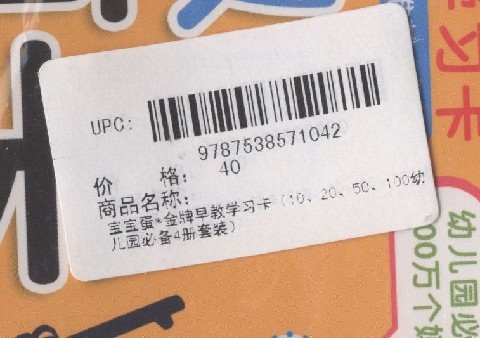 UPC:
9787538571042
价 格: 40
商品名称:
宝宝蛋*金牌早教学习卡（10、20、50、100幼
儿园必备4册套装）
习卡
幼儿园必
00万个